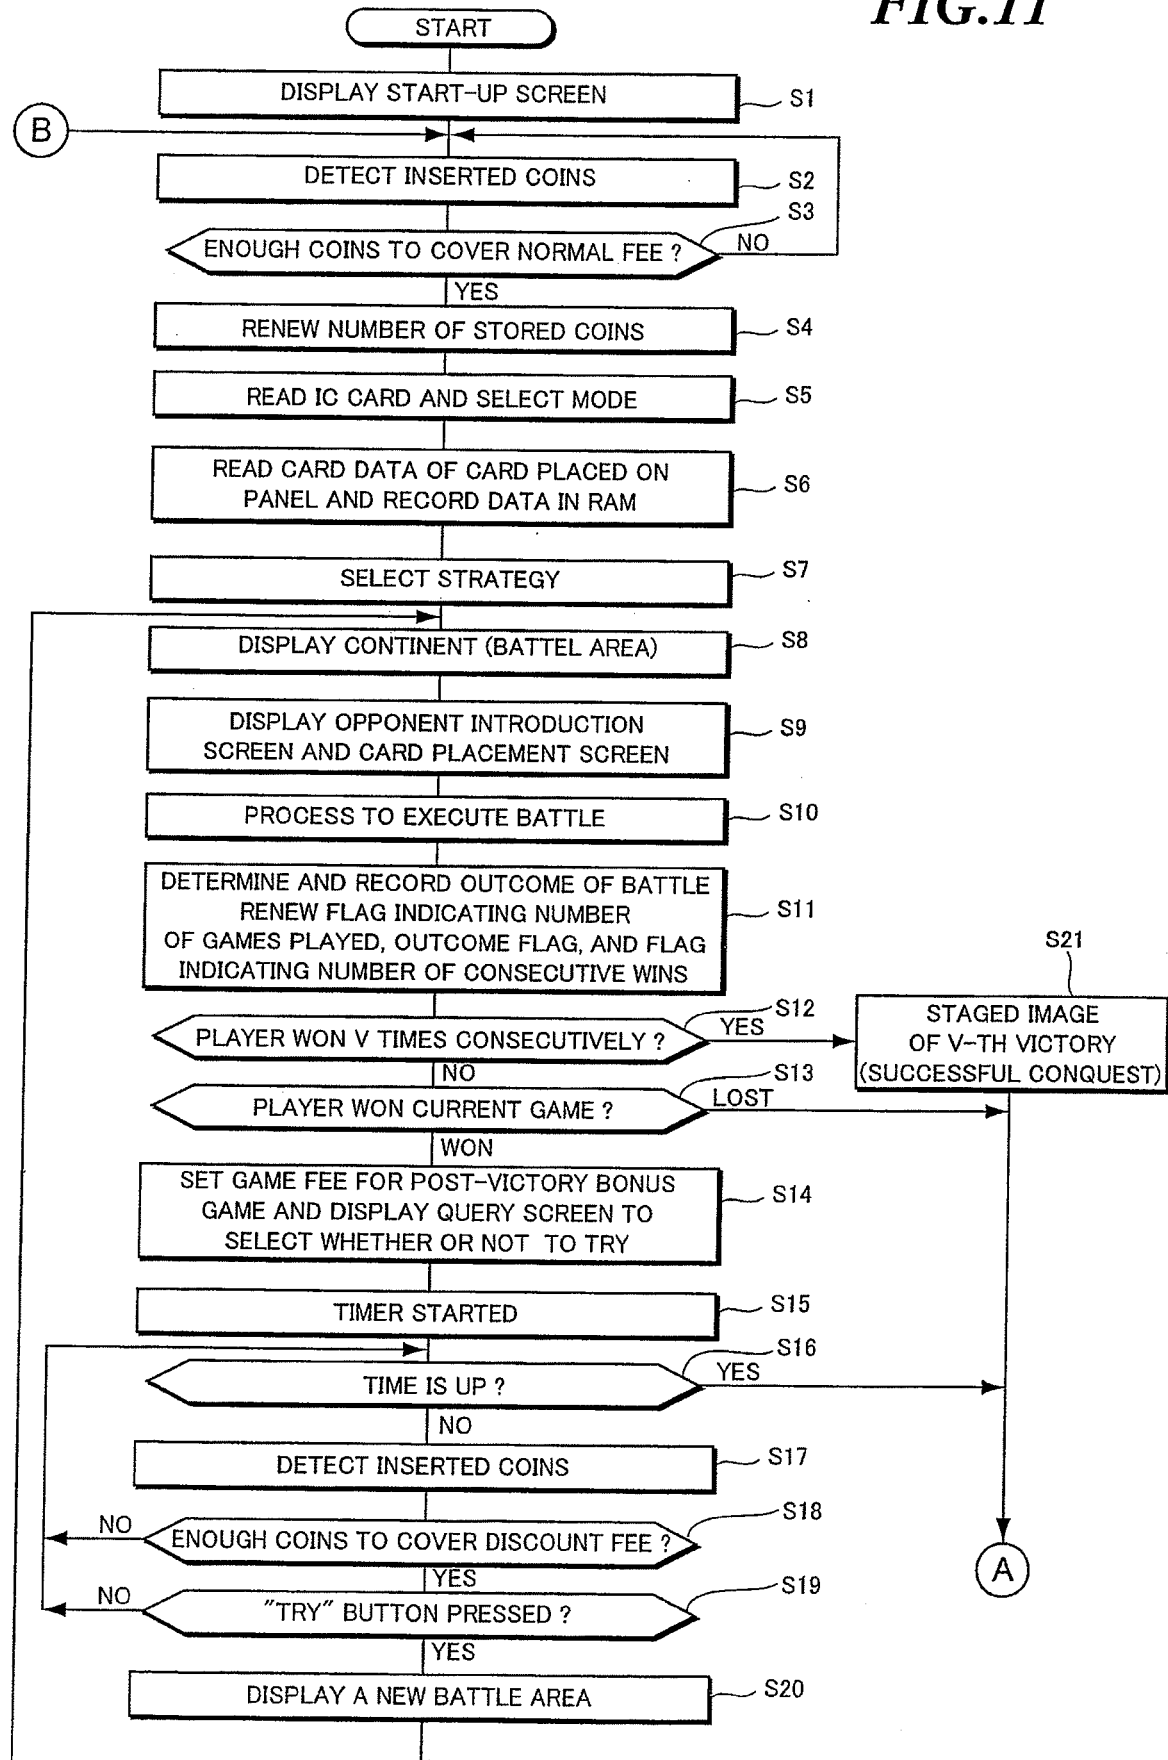 FIG.11
START
DISPLAY START-UP SCREEN
S1
B
DETECT INSERTED COINS
S2
S3
ENOUGH COINS TO COVER NORMAL FEE ?
NO
YES
RENEW NUMBER OF STORED COINS
S4
READ IC CARD AND SELECT MODE
S5
READ CARD DATA OF CARD PLACED ON
PANEL AND RECORD DATA IN RAM
S6
SELECT STRATEGY
S7
DISPLAY CONTINENT (BATTEL AREA)
S8
DISPLAY OPPONENT INTRODUCTION
SCREEN AND CARD PLACEMENT SCREEN
S9
PROCESS TO EXECUTE BATTLE
S10
DETERMINE AND RECORD OUTCOME OF BATTLE
RENEW FLAG INDICATING NUMBER
OF GAMES PLAYED, OUTCOME FLAG, AND FLAG
INDICATING NUMBER OF CONSECUTIVE WINS
S11
S21
STAGED IMAGE
OF V-TH VICTORY
(SUCCESSFUL CONQUEST)
S12
PLAYER WON V TIMES CONSECUTIVELY ?
YES
NO
S13
PLAYER WON CURRENT GAME ?
LOST
WON
SET GAME FEE FOR POST-VICTORY BONUS
GAME AND DISPLAY QUERY SCREEN TO
SELECT WHETHER OR NOT TO TRY
S14
TIMER STARTED
S15
S16
TIME IS UP ?
YES
NO
DETECT INSERTED COINS
S17
S18
NO
ENOUGH COINS TO COVER DISCOUNT FEE ?
YES
A
S19
NO
"TRY" BUTTON PRESSED ?
YES
DISPLAY A NEW BATTLE AREA
S20